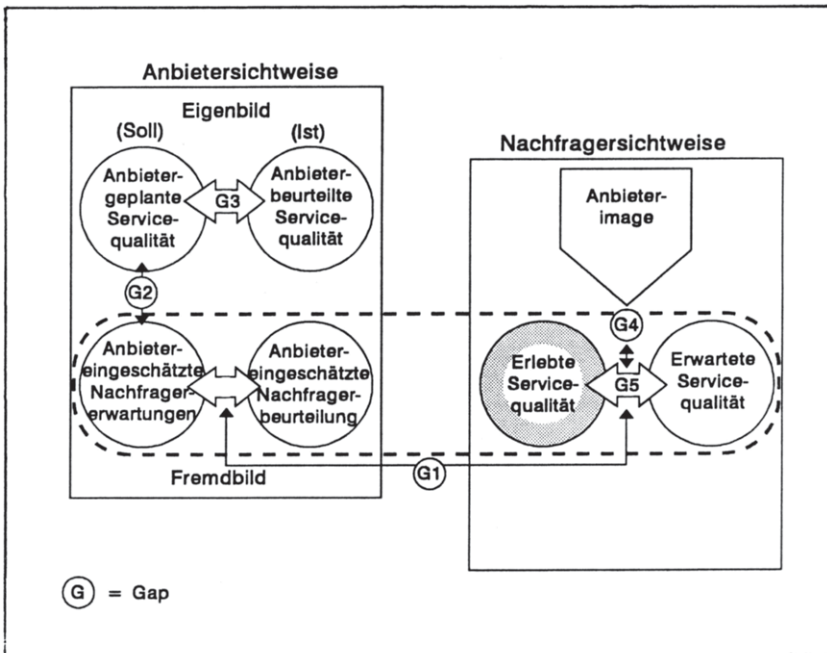 Anbietersichtweise
Eigenbild
(Soll)
(Ist)
Anbieter-
geplante
Service-
qualität
G3
Anbieter-
beurteilte
Service-
qualität
G2
Anbieter-
eingeschätzte
Nachfrager-
erwartungen
Anbieter-
eingeschätzte
Nachfrager-
beurteilung
Fremdbild
G1
Nachfragersichtweise
Anbieter-
image
G4
Erlebte
Service-
qualität
G5
Erwartete
Service-
qualität
G = Gap